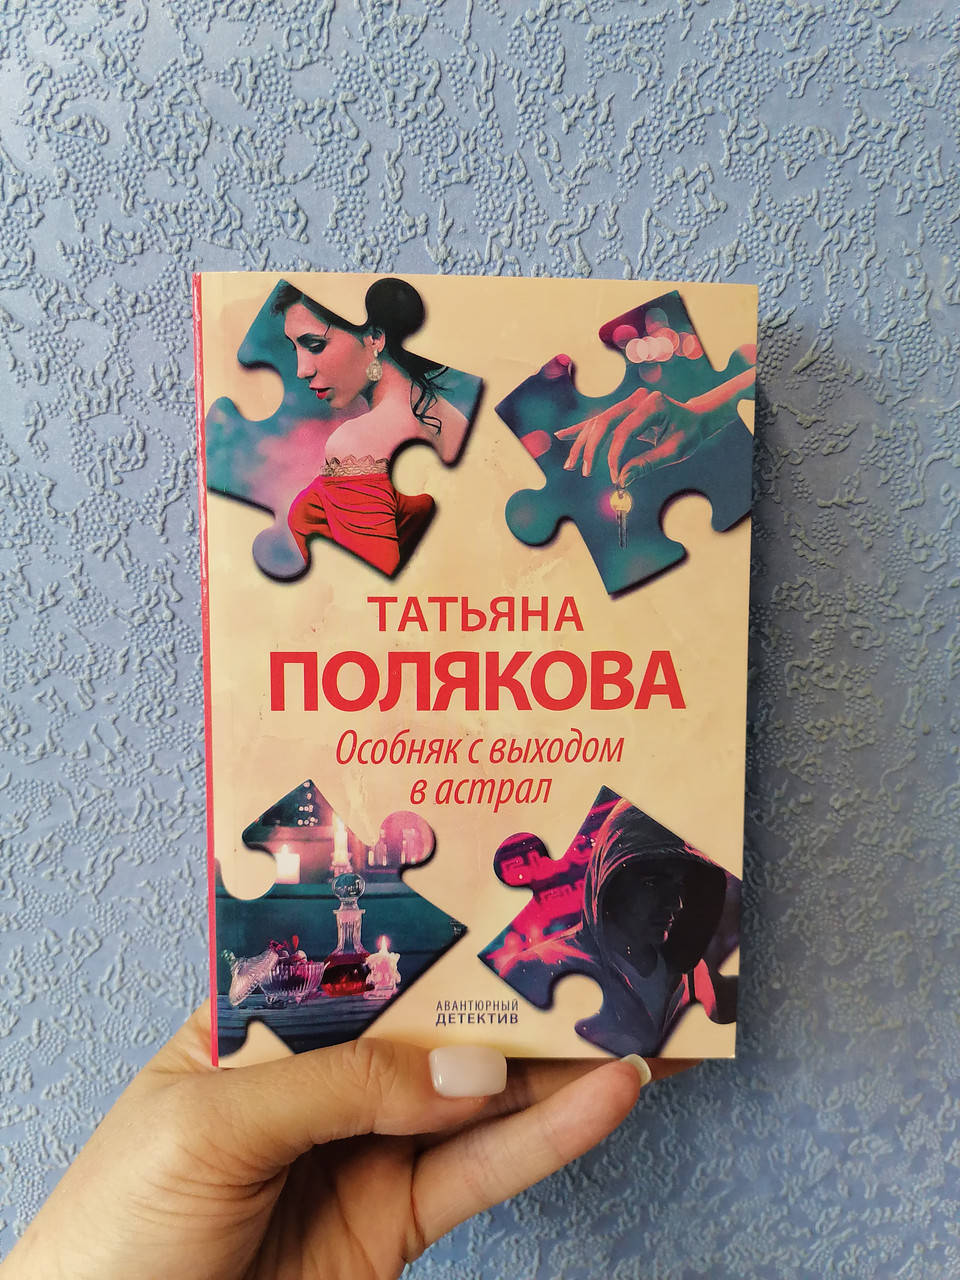 ТАТЬЯНА
ПОЛЯКОВА
Особняк с выходом
в астрал
АВАНТЮРНЫЙ
ДЕТЕКТИВ